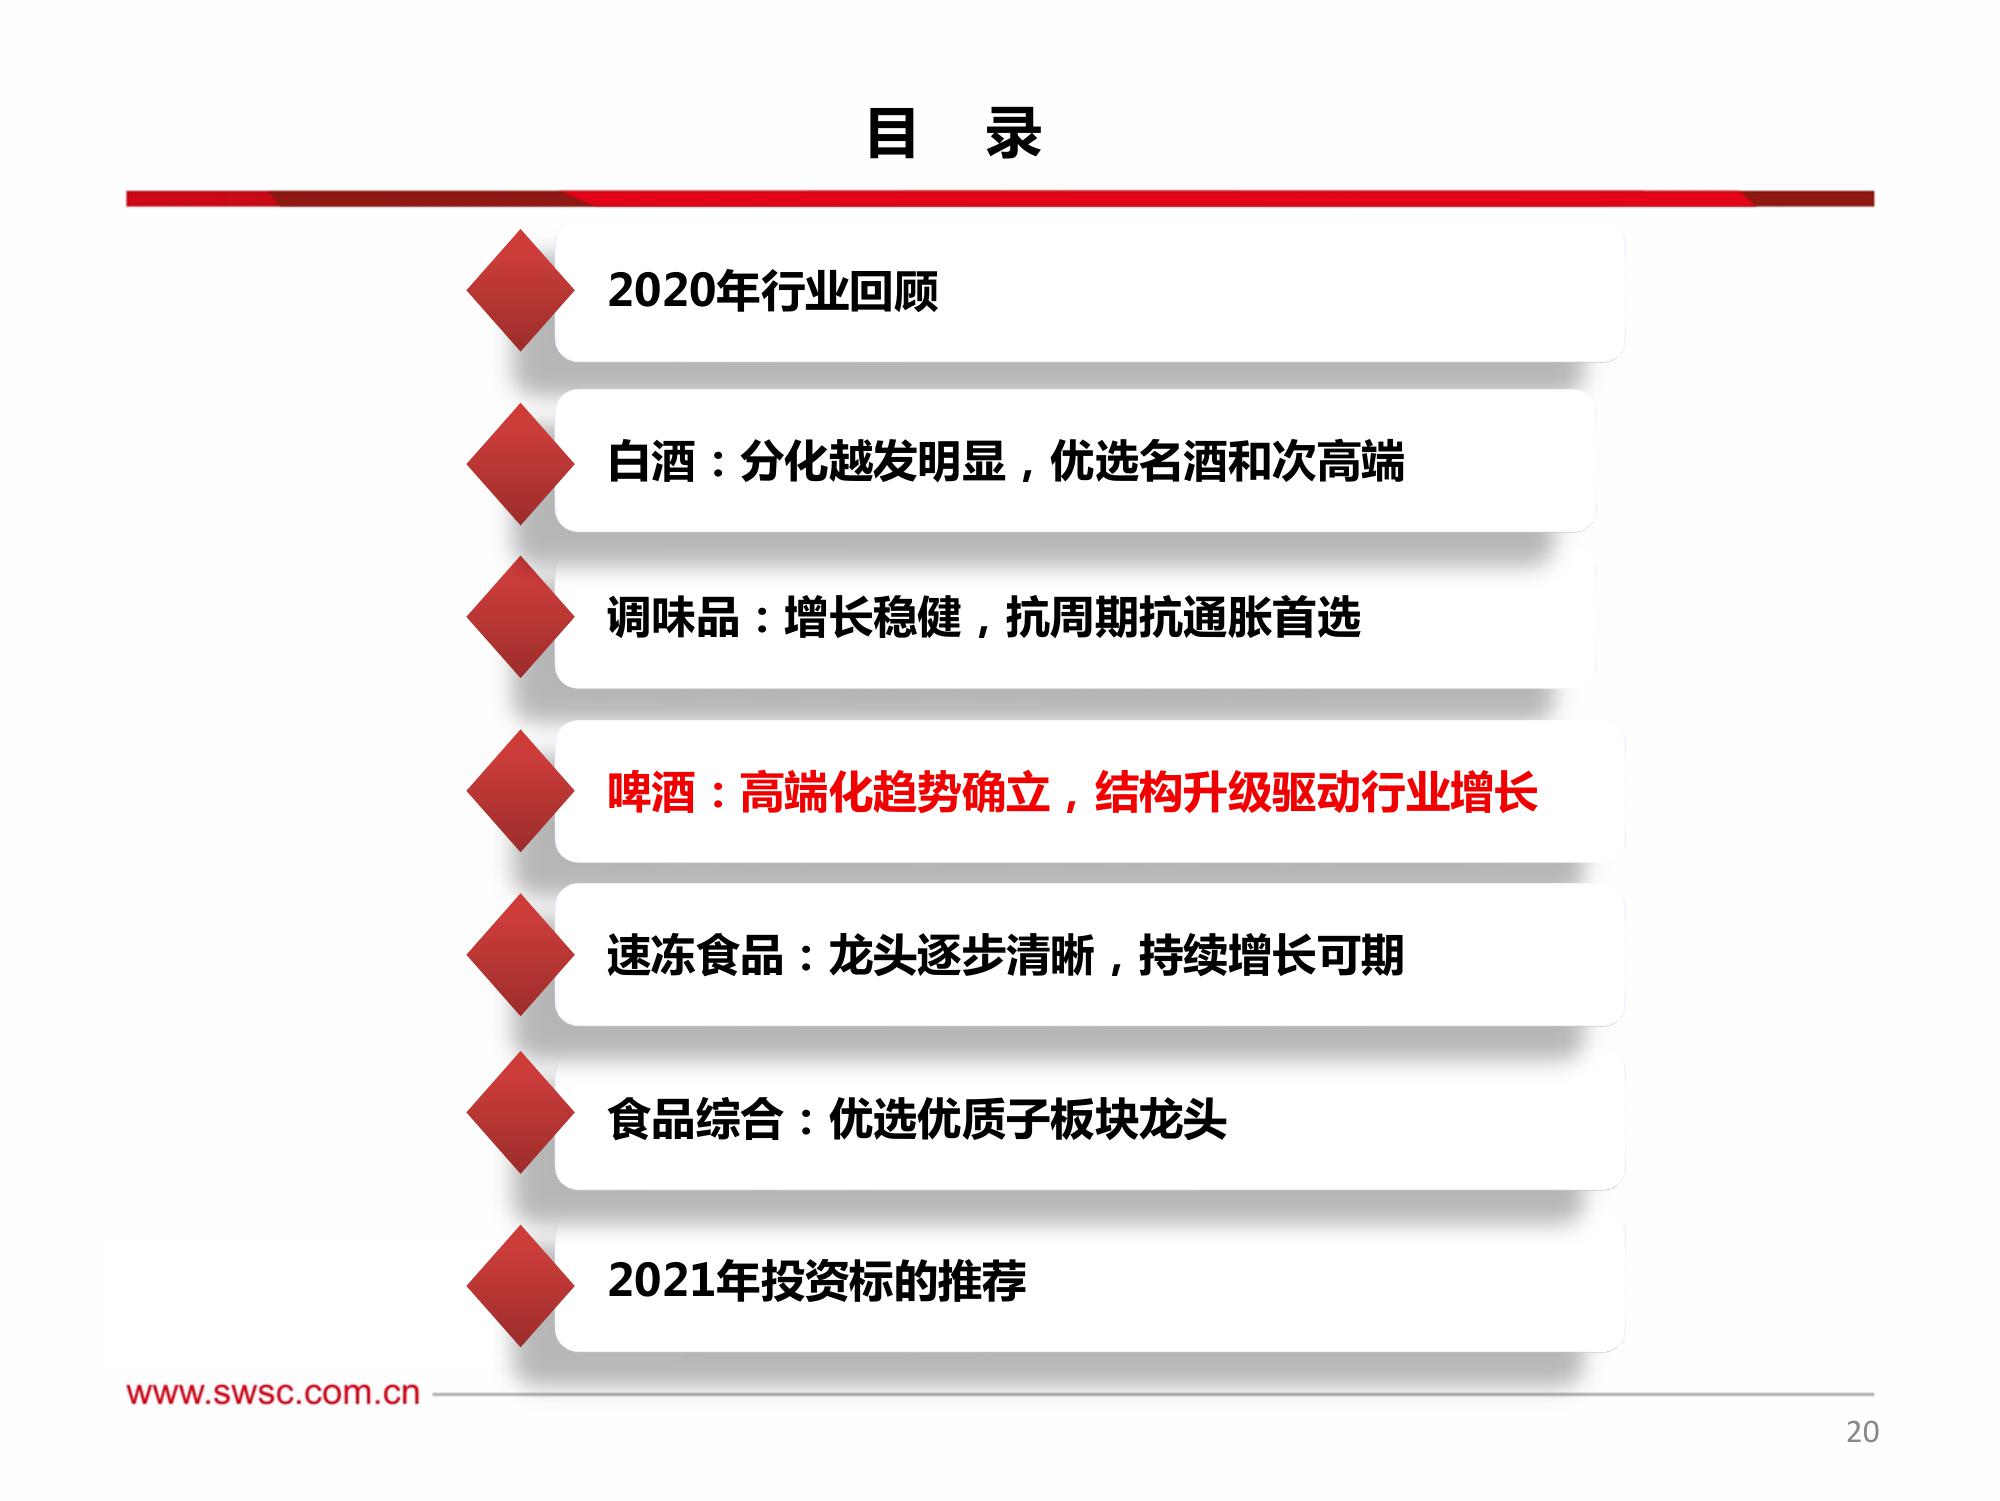 目 录
2020年行业回顾
白酒：分化越发明显，优选名酒和次高端
调味品：增长稳健，抗周期抗通胀首选
啤酒：高端化趋势确立，结构升级驱动行业增长
速冻食品：龙头逐步清晰，持续增长可期
食品综合：优选优质子板块龙头
2021年投资标的推荐
www.swsc.com.cn
20